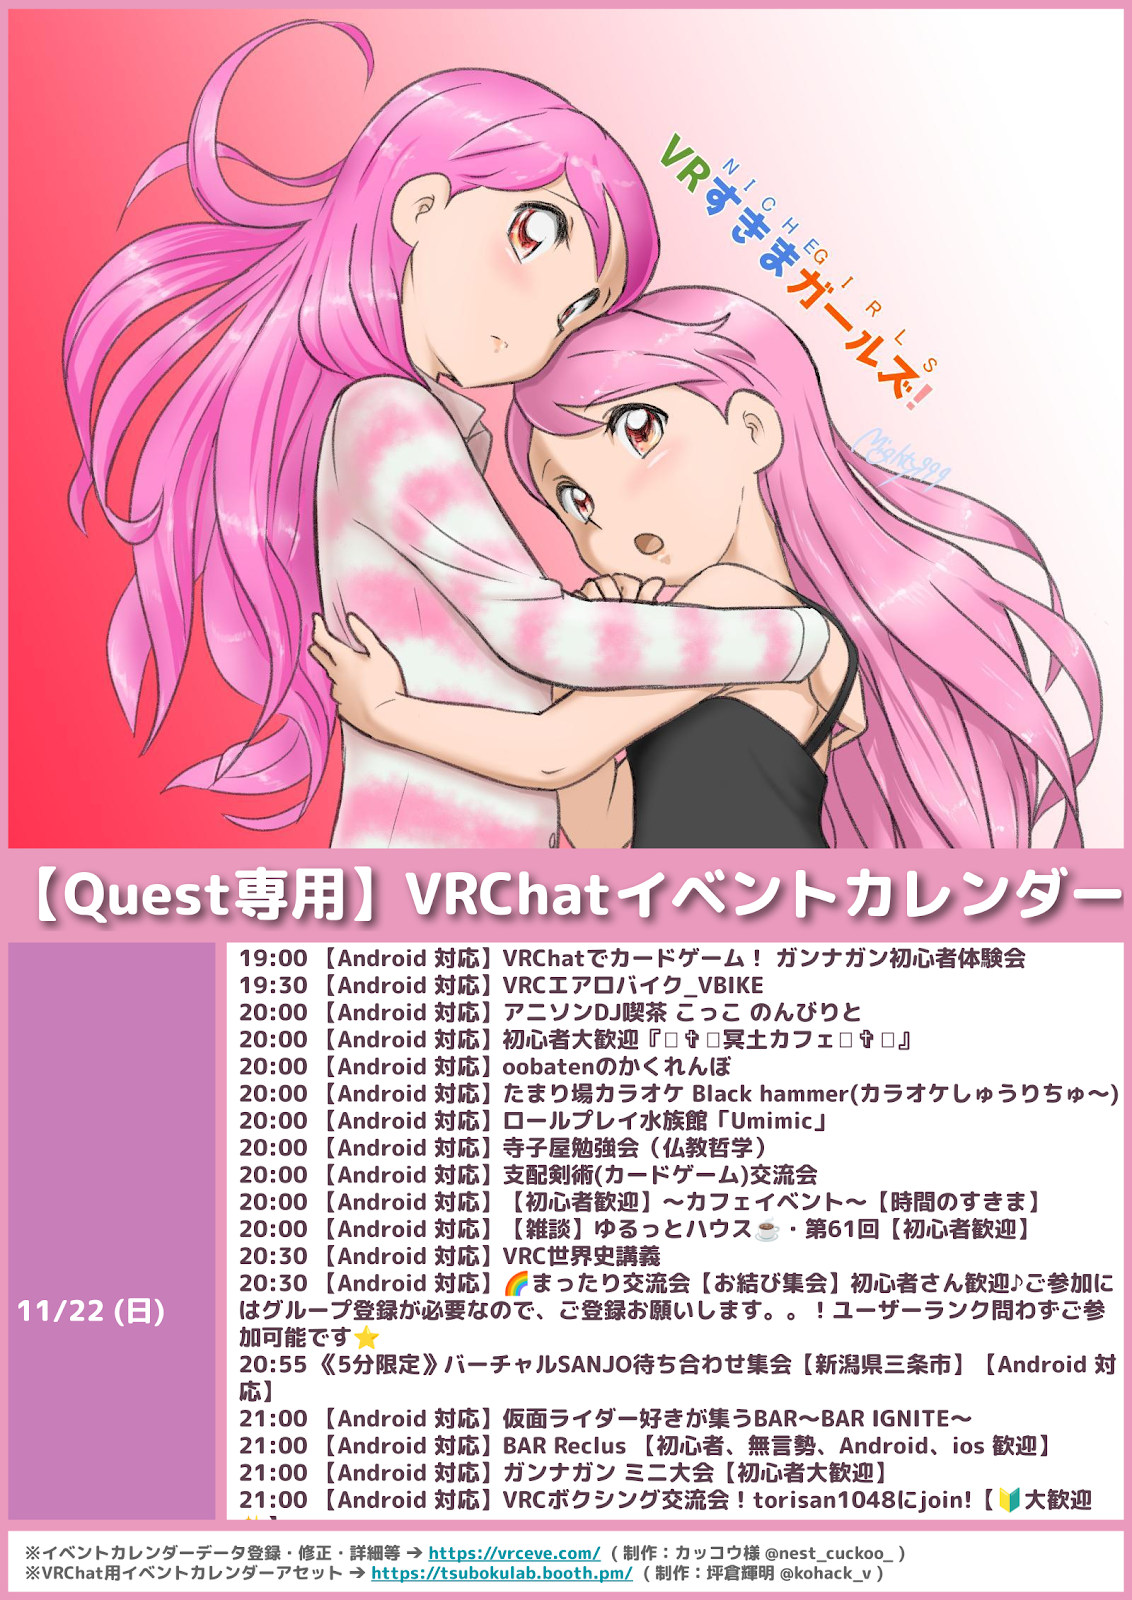 NICHE GIRLS
VRすきまガールズ!
Mighty999
【Quest専用】VRChatイベントカレンダー
11/22 (日)
19:00 【Android 対応】VRChatでカードゲーム！ ガンナガン初心者体験会
19:30 【Android 対応】VRCエアロバイク_VBIKE
20:00 【Android 対応】アニソンDJ喫茶 こっこ のんびりと
20:00 【Android 対応】初心者大歓迎『□✞□冥土カフェ□✞□』
20:00 【Android 対応】oobatenのかくれんぼ
20:00 【Android 対応】たまり場カラオケ Black hammer(カラオケしゅうりちゅ〜)
20:00 【Android 対応】ロールプレイ水族館「Umimic」
20:00 【Android 対応】寺子屋勉強会（仏教哲学）
20:00 【Android 対応】支配剣術(カードゲーム)交流会
20:00 【Android 対応】【初心者歓迎】〜カフェイベント〜【時間のすきま】
20:00 【Android 対応】【雑談】ゆるっとハウス☕・第61回【初心者歓迎】
20:30 【Android 対応】VRC世界史講義
20:30 【Android 対応】🌈まったり交流会【お結び集会】初心者さん歓迎♪ご参加に
はグループ登録が必要なので、ご登録お願いします。。！ユーザーランク問わずご参
加可能です⭐
20:55 《5分限定》バーチャルSANJO待ち合わせ集会【新潟県三条市】【Android 対
応】
21:00 【Android 対応】仮面ライダー好きが集うBAR〜BAR IGNITE〜
21:00 【Android 対応】BAR Reclus 【初心者、無言勢、Android、ios 歓迎】
21:00 【Android 対応】ガンナガン ミニ大会【初心者大歓迎】
21:00 【Android 対応】VRCボクシング交流会！torisan1048にjoin!【🔰大歓迎
※イベントカレンダーデータ登録・修正・詳細等 ➔ https://vrceve.com/ ( 制作：カッコウ様 @nest_cuckoo_ )
※VRChat用イベントカレンダーアセット ➔ https://tsubokulab.booth.pm/ ( 制作：坪倉輝明 @kohack_v )